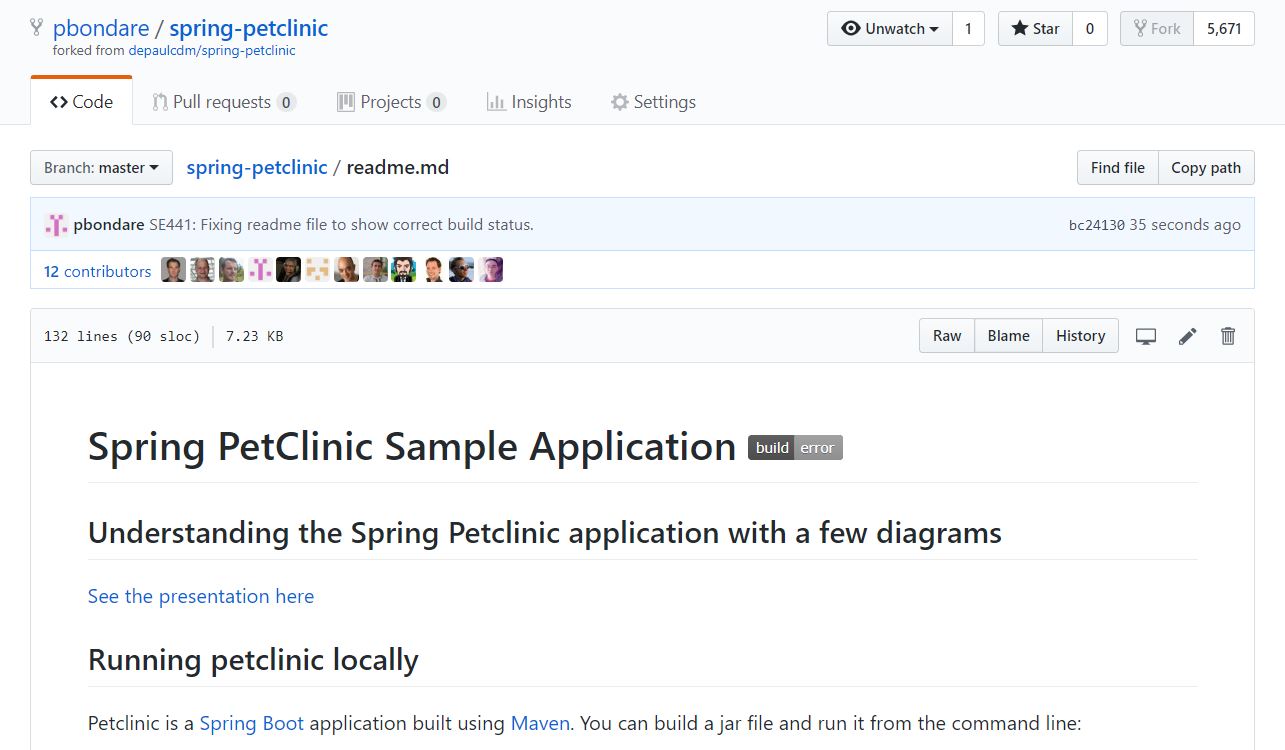 pbondare / spring-petclinic
forked from depaulcdm/spring-petclinic
Unwatch 1 Star 0 Fork 5,671
Code Pull requests 0 Projects 0 Insights Settings
Branch: master spring-petclinic / readme.md Find file Copy path
pbondare SE441: Fixing readme file to show correct build status. bc24130 35 seconds ago
12 contributors
132 lines (90 sloc) 7.23 KB Raw Blame History
Spring PetClinic Sample Application build error
Understanding the Spring Petclinic application with a few diagrams
See the presentation here
Running petclinic locally
Petclinic is a Spring Boot application built using Maven. You can build a jar file and run it from the command line: